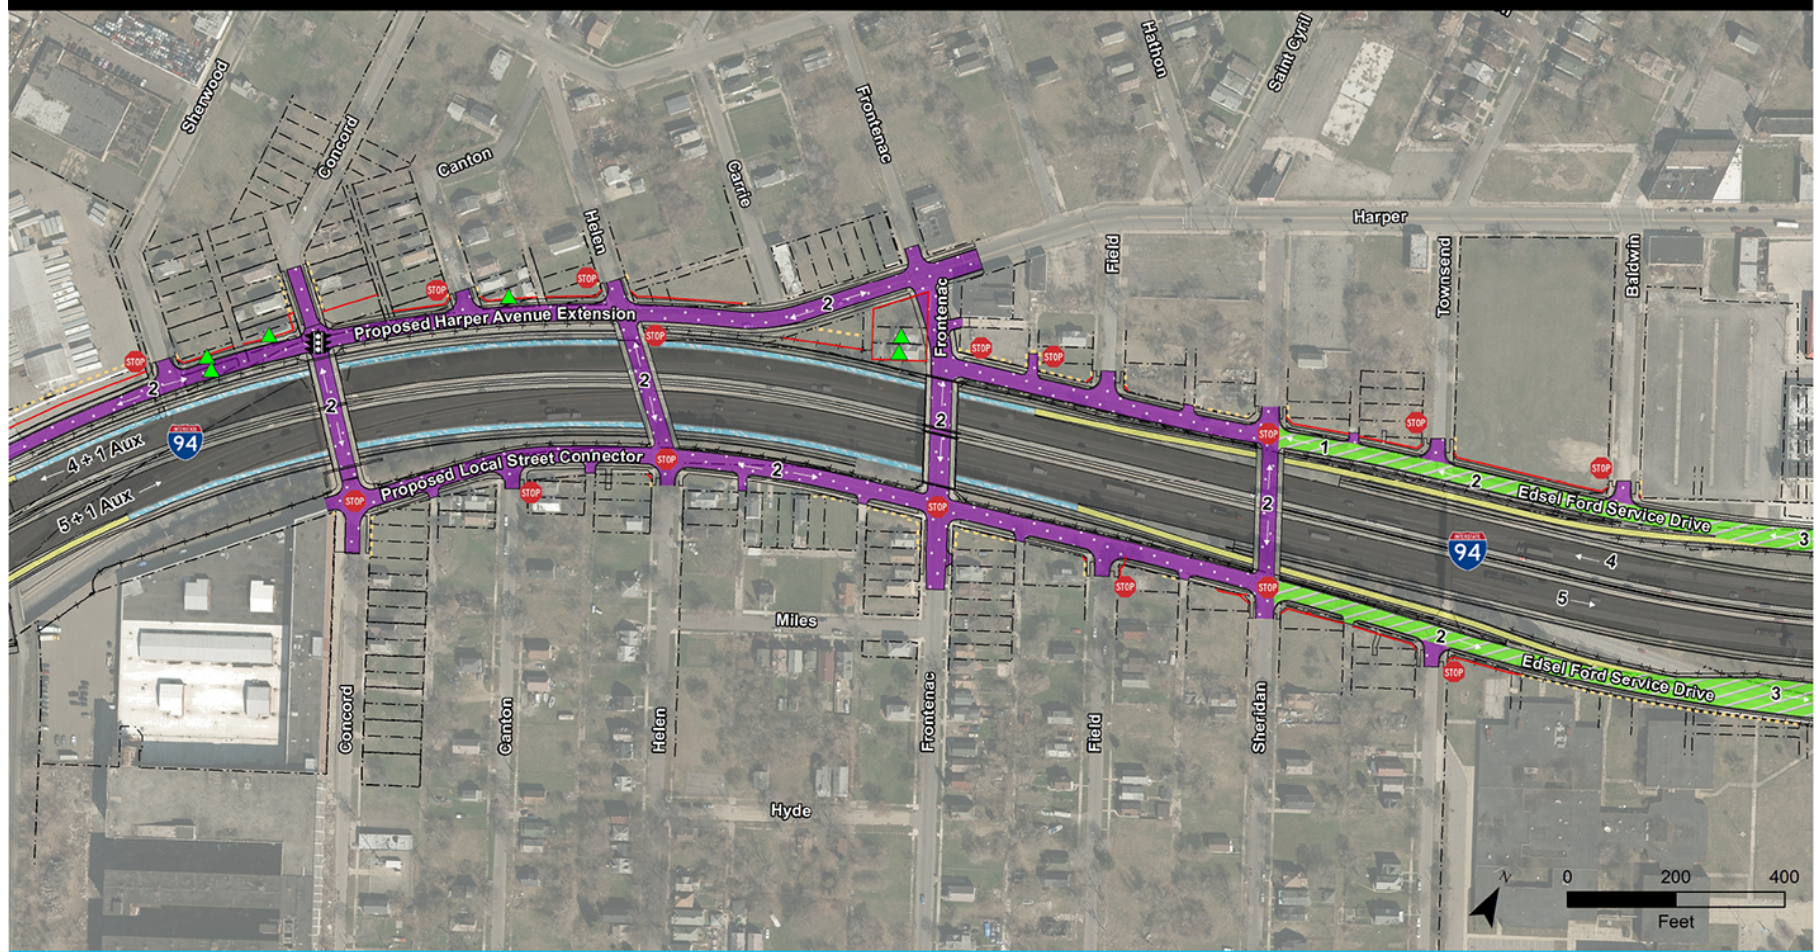 Sherwood
Concord
Canton
Helen
Carrie
Frontenac
Hathon
Saint Cyril
Harper
Field
Townsend
Baldwin
STOP
STOP
STOP
STOP
STOP
STOP
STOP
STOP
STOP
Proposed Harper Avenue Extension
2
2
2
2
Frontenac
2
2
1
2
3
Edsel Ford Service Drive
4 + 1 Aux
INTERSTATE
94
5 + 1 Aux
Proposed Local Street Connector
2
STOP
STOP
STOP
STOP
STOP
STOP
STOP
INTERSTATE
94
4
5
2
Edsel Ford Service Drive
3
Miles
Concord
Canton
Helen
Frontenac
Field
Sheridan
Hyde
N
0 200 400
Feet